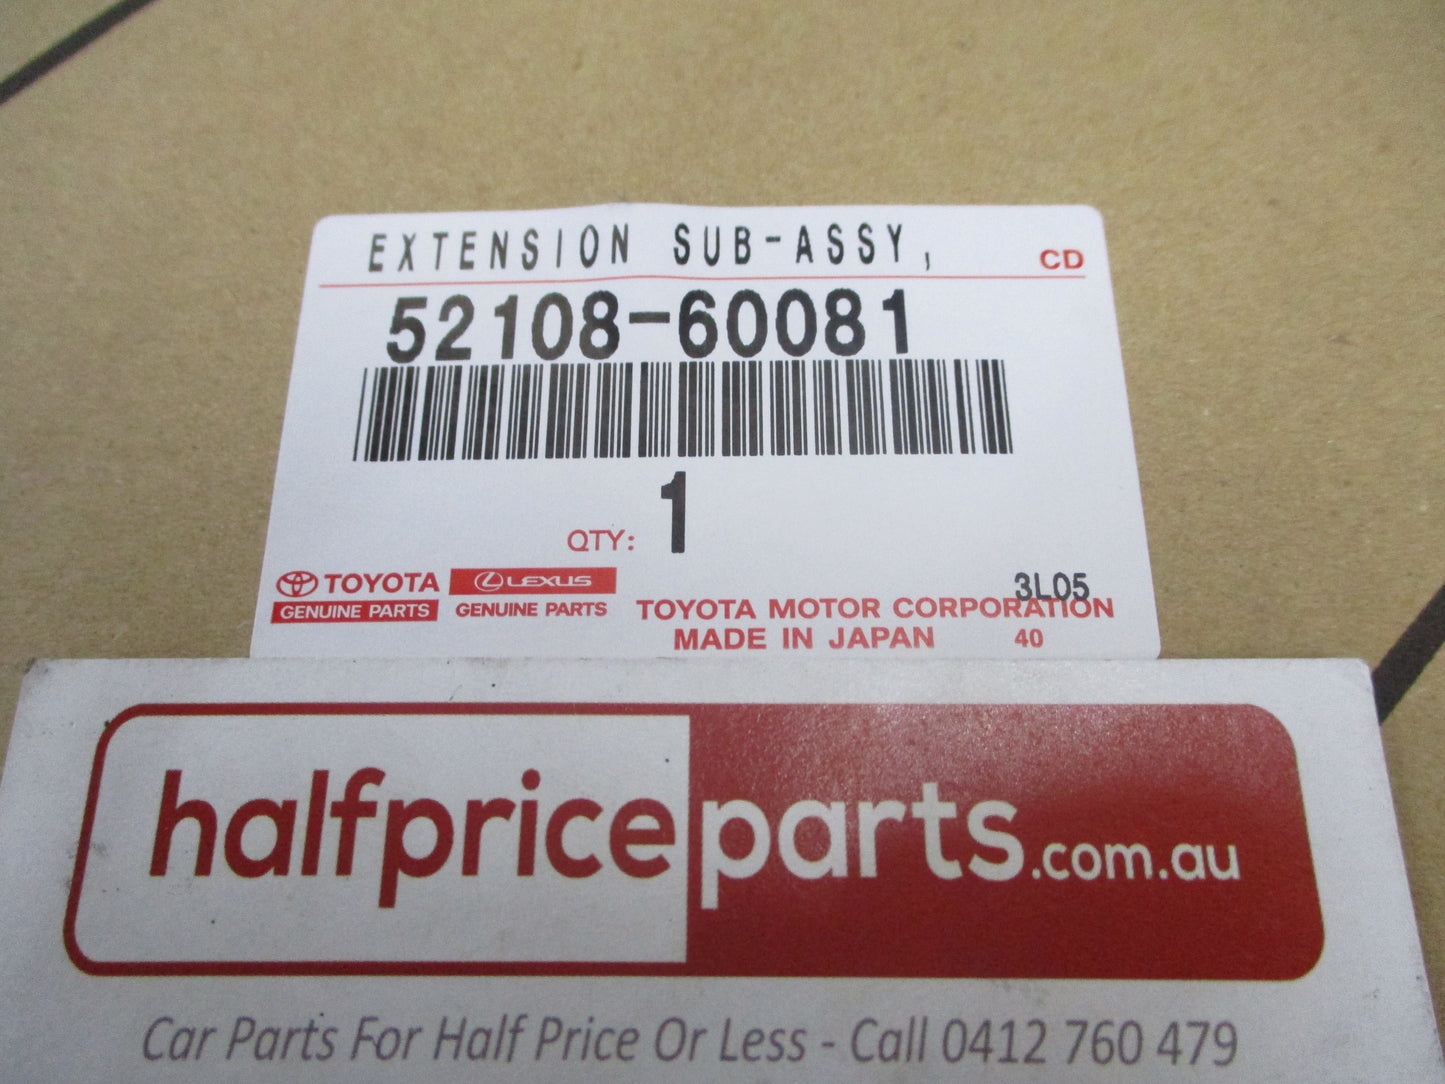 EXTENSION SUB-ASSY,
CD
52108-60081
QTY: 1
TOYOTA
GENUINE PARTS
LEXUS
GENUINE PARTS
3L05
TOYOTA MOTOR CORPORATION
MADE IN JAPAN 40
halfpriceparts.com.au
Car Parts For Half Price Or Less - Call 0412 760 479